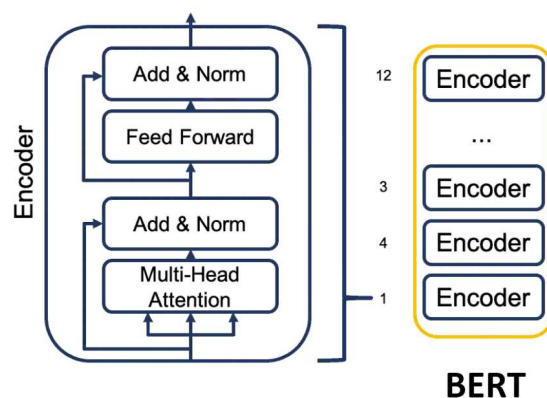 Encoder
Add & Norm
Feed Forward
Add & Norm
Multi-Head
Attention
12
Encoder
...
3
Encoder
4
Encoder
1
Encoder
BERT